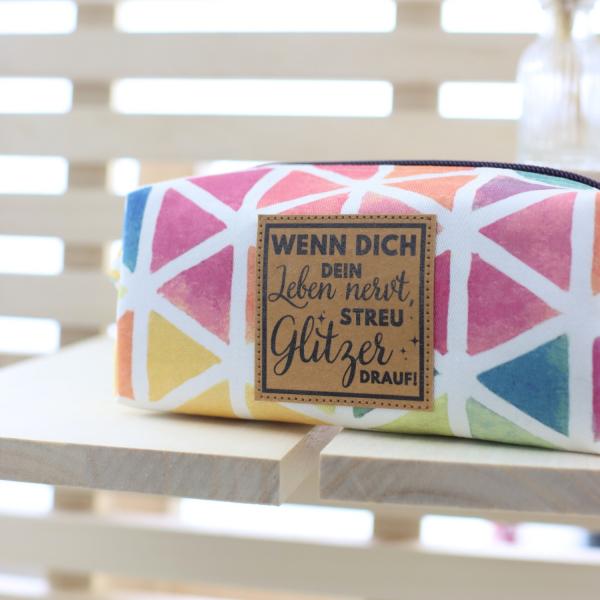 WENN DICH
DEIN
Leben nervt,
STREU
Glitzer
DRAUF!